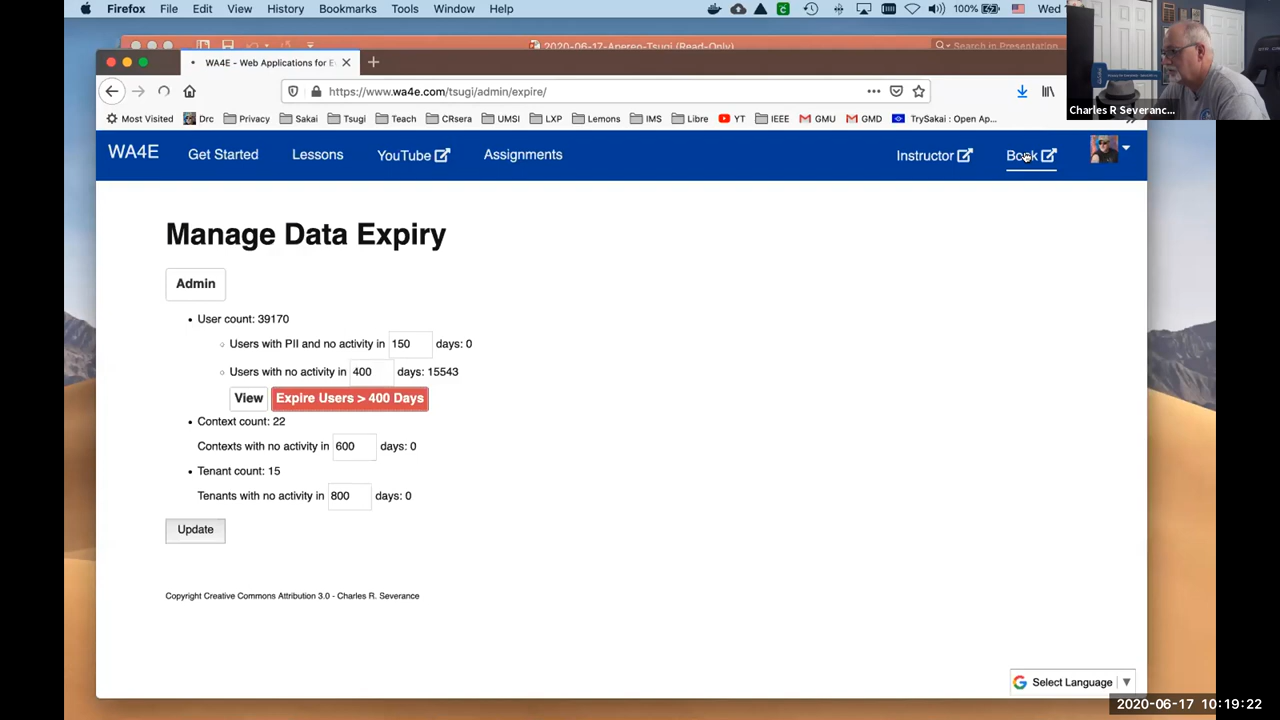 Firefox File Edit View History Bookmarks Tools Window Help 100% Wed
2020-06-17-Apereo-Tsugi (Read-Only) Search in Presentation
WA4E - Web Applications for E
https://www.wa4e.com/tsugi/admin/expire/
Charles R Severanc...
Most Visited Drc Privacy Sakai Tsugi Teach CRsera UMSI LXP Lemons IMS Libre YT IEEE GMU GMD TrySakai : Open Ap...
WA4E Get Started Lessons YouTube Assignments Instructor Book
Manage Data Expiry
Admin
User count: 39170
Users with PII and no activity in 150 days: 0
Users with no activity in 400 days: 15543
View Expire Users > 400 Days
Context count: 22
Contexts with no activity in 600 days: 0
Tenant count: 15
Tenants with no activity in 800 days: 0
Update
Copyright Creative Commons Attribution 3.0 - Charles R. Severance
Select Language
2020-06-17 10:19:22